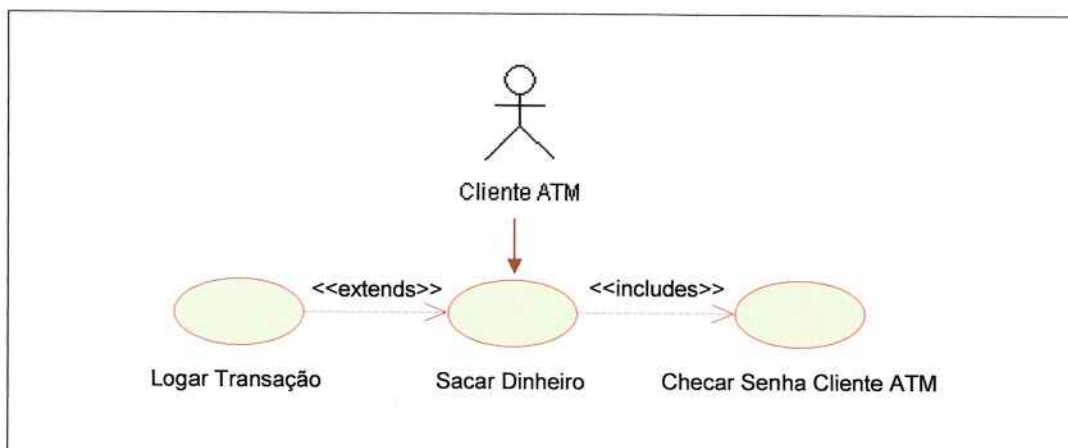 Cliente ATM
<<extends>>
<<includes>>
Logar Transação
Sacar Dinheiro
Checar Senha Cliente ATM